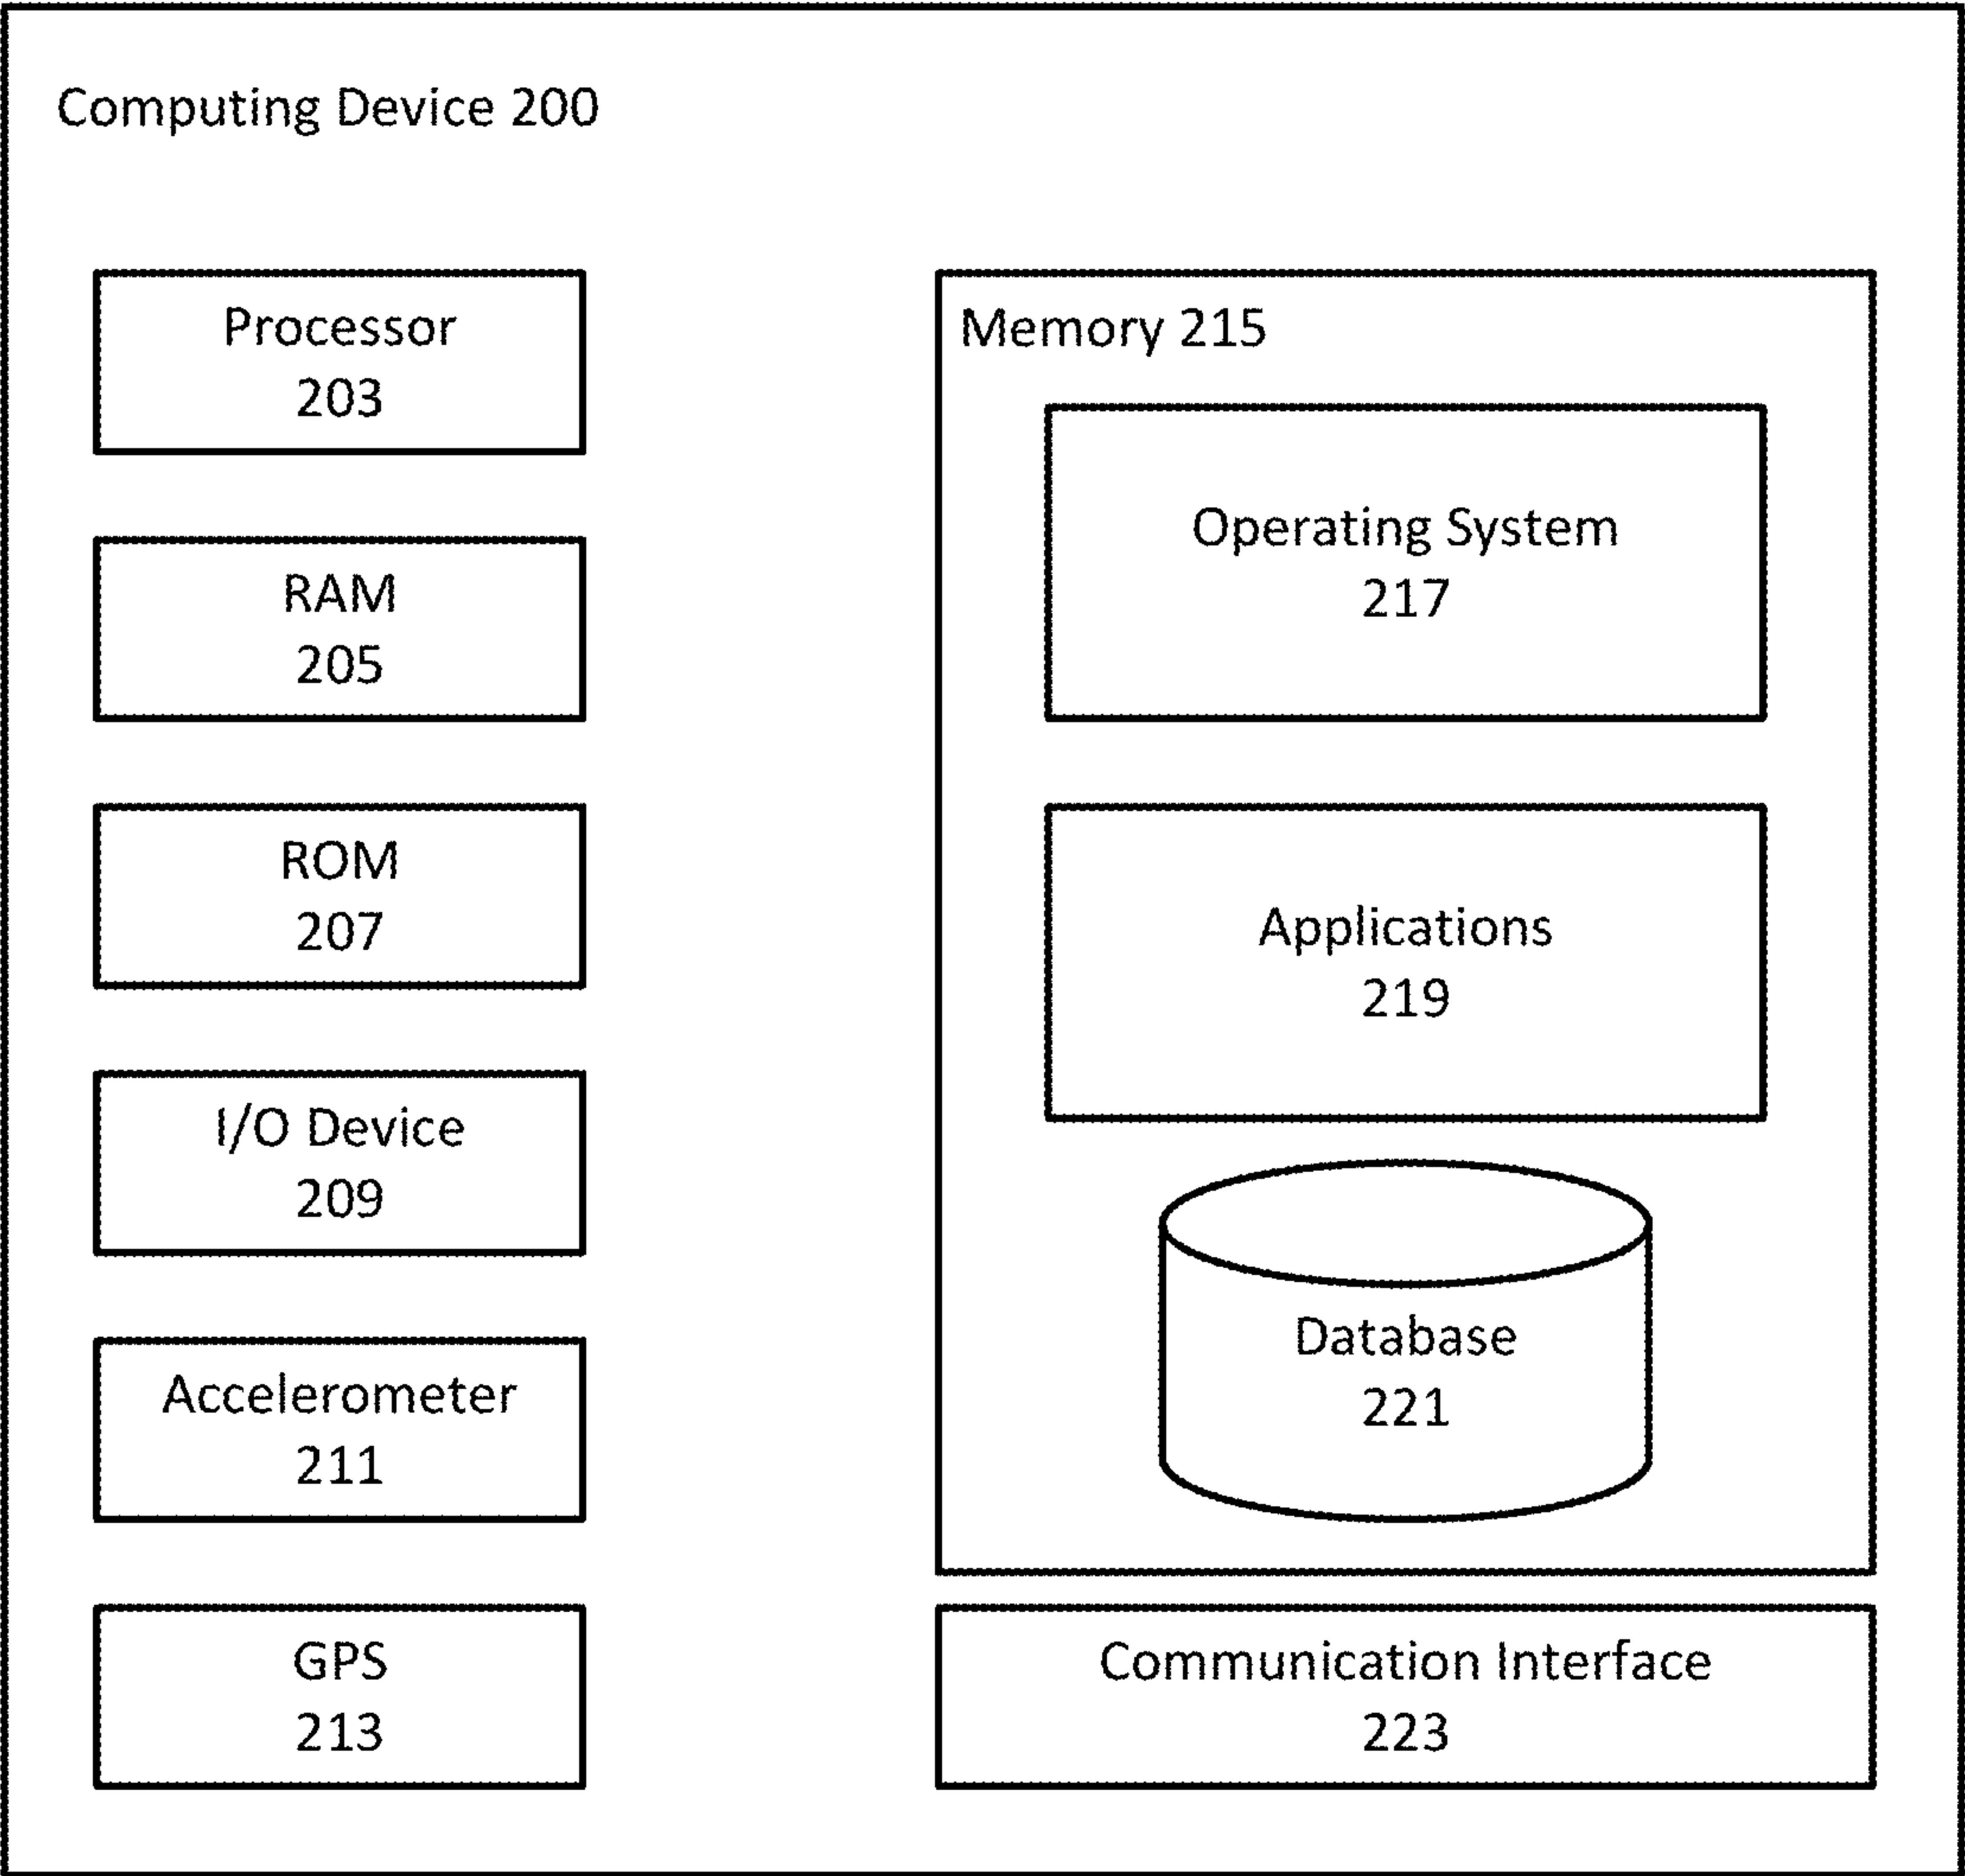 Computing Device 200
Processor
203
RAM
205
ROM
207
I/O Device
209
Accelerometer
211
GPS
213
Memory 215
Operating System
217
Applications
219
Database
221
Communication Interface
223